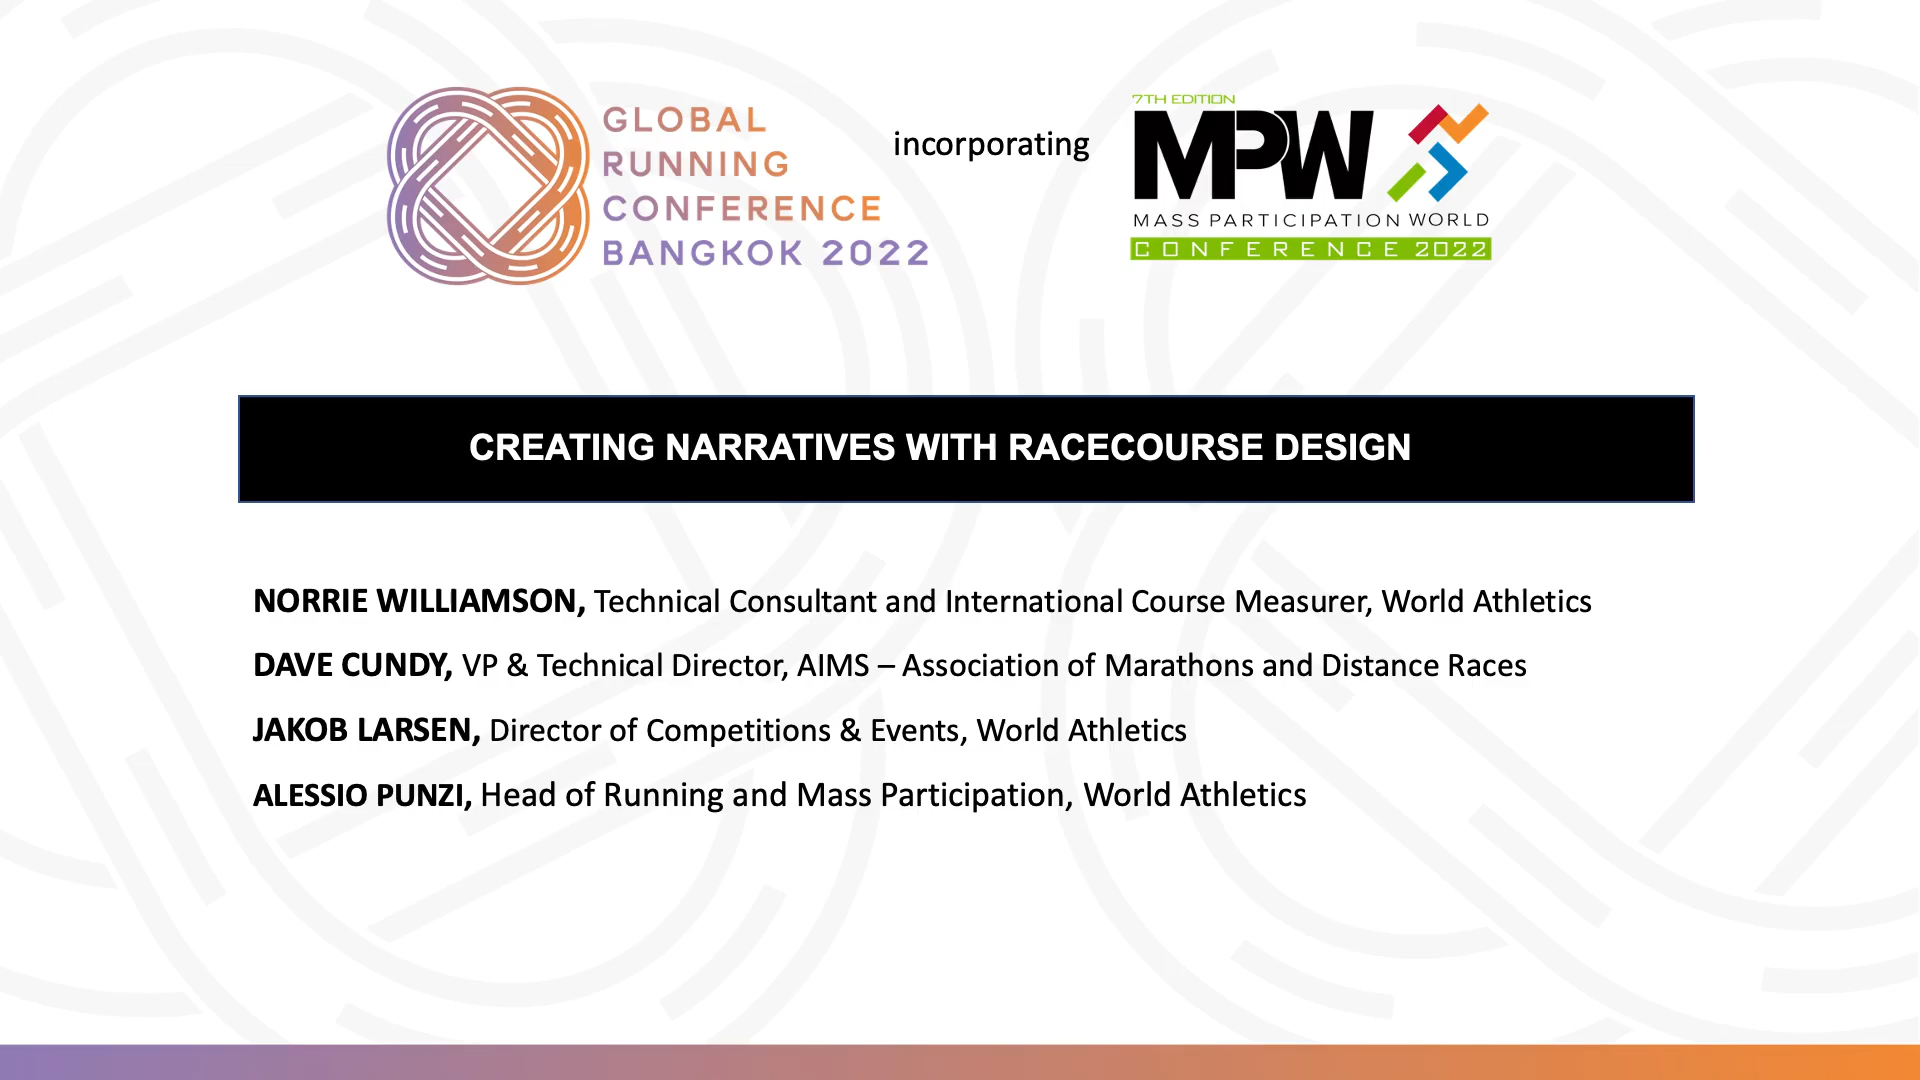 GLOBAL
RUNNING
CONFERENCE
BANGKOK 2022
incorporating
7TH EDITION
MPW
MASS PARTICIPATION WORLD
CONFERENCE 2022
CREATING NARRATIVES WITH RACECOURSE DESIGN
NORRIE WILLIAMSON, Technical Consultant and International Course Measurer, World Athletics
DAVE CUNDY, VP & Technical Director, AIMS – Association of Marathons and Distance Races
JAKOB LARSEN, Director of Competitions & Events, World Athletics
ALESSIO PUNZI, Head of Running and Mass Participation, World Athletics